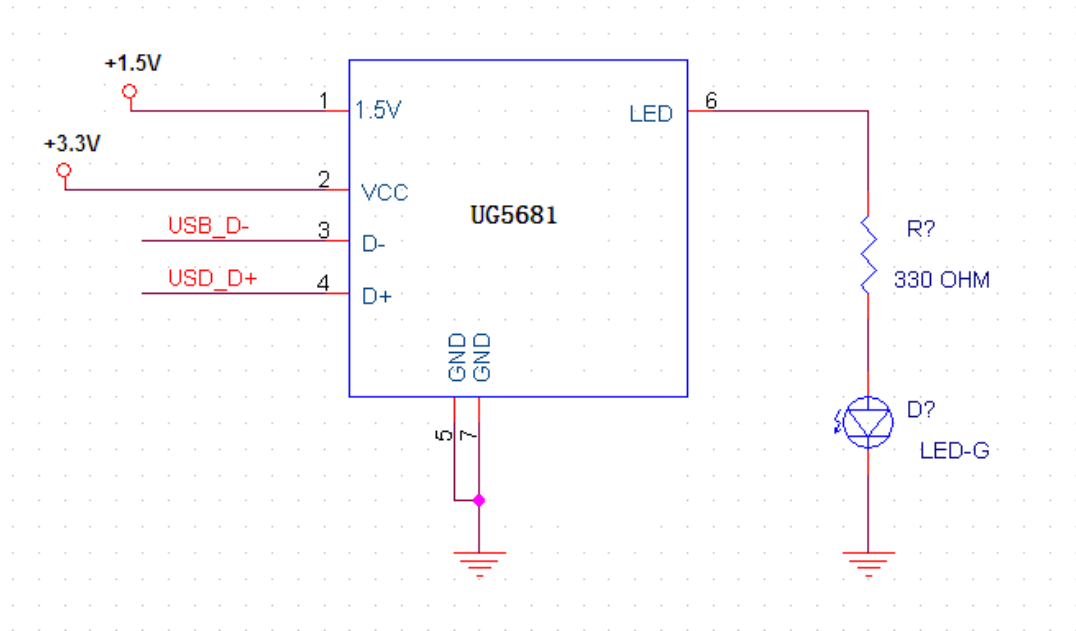 +1.5V
1
1.5V
LED
6
+3.3V
2
VCC
UG5681
USB_D-
3
D-
R?
USD_D+
4
D+
330 OHM
GND
GND
5
7
D?
LED-G